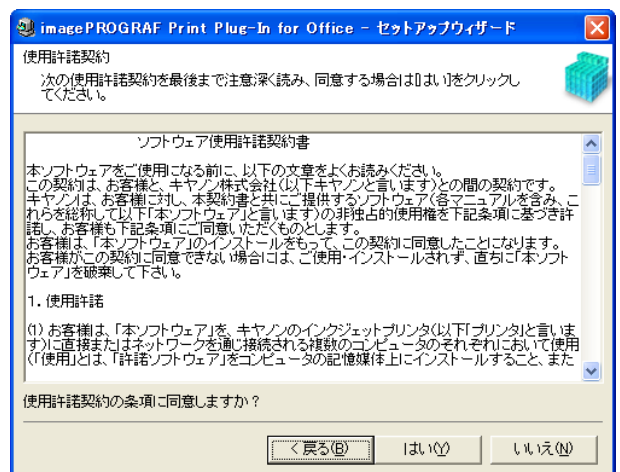 imagePROGRAF Print Plug-In for Office - セットアップウィザード
使用許諾契約
次の使用許諾契約を最後まで注意深く読み、同意する場合は[はい]をクリックし
てください。
ソフトウェア使用許諾契約書
本ソフトウェアをご使用になる前に、以下の文章をよくお読みください。
この契約は、お客様と、キヤノン株式会社(以下キヤノンと言います)との間の契約です。
キヤノンは、お客様に対し、本契約書と共にご提供するソフトウェア(各マニュアルを含み、こ
れらを総称して以下「本ソフトウェア」と言います)の非独占的使用権を下記条項に基づき許
諾し、お客様も下記条項にご同意いただくものとします。
お客様は、「本ソフトウェア」のインストールをもって、この契約に同意したことになります。
お客様がこの契約に同意できない場合には、ご使用・インストールされず、直ちに「本ソフト
ウェア」を破棄して下さい。
1. 使用許諾
(1) お客様は、「本ソフトウェア」を、キヤノンのインクジェットプリンタ(以下「プリンタ」と言いま
す)に直接またはネットワークを通じ接続される複数のコンピュータのそれぞれにおいて使用
(「使用」とは、「許諾ソフトウェア」をコンピュータの記憶媒体上にインストールすること、また
使用許諾契約の条項に同意しますか？
< 戻る(B)
はい(Y)
いいえ(N)